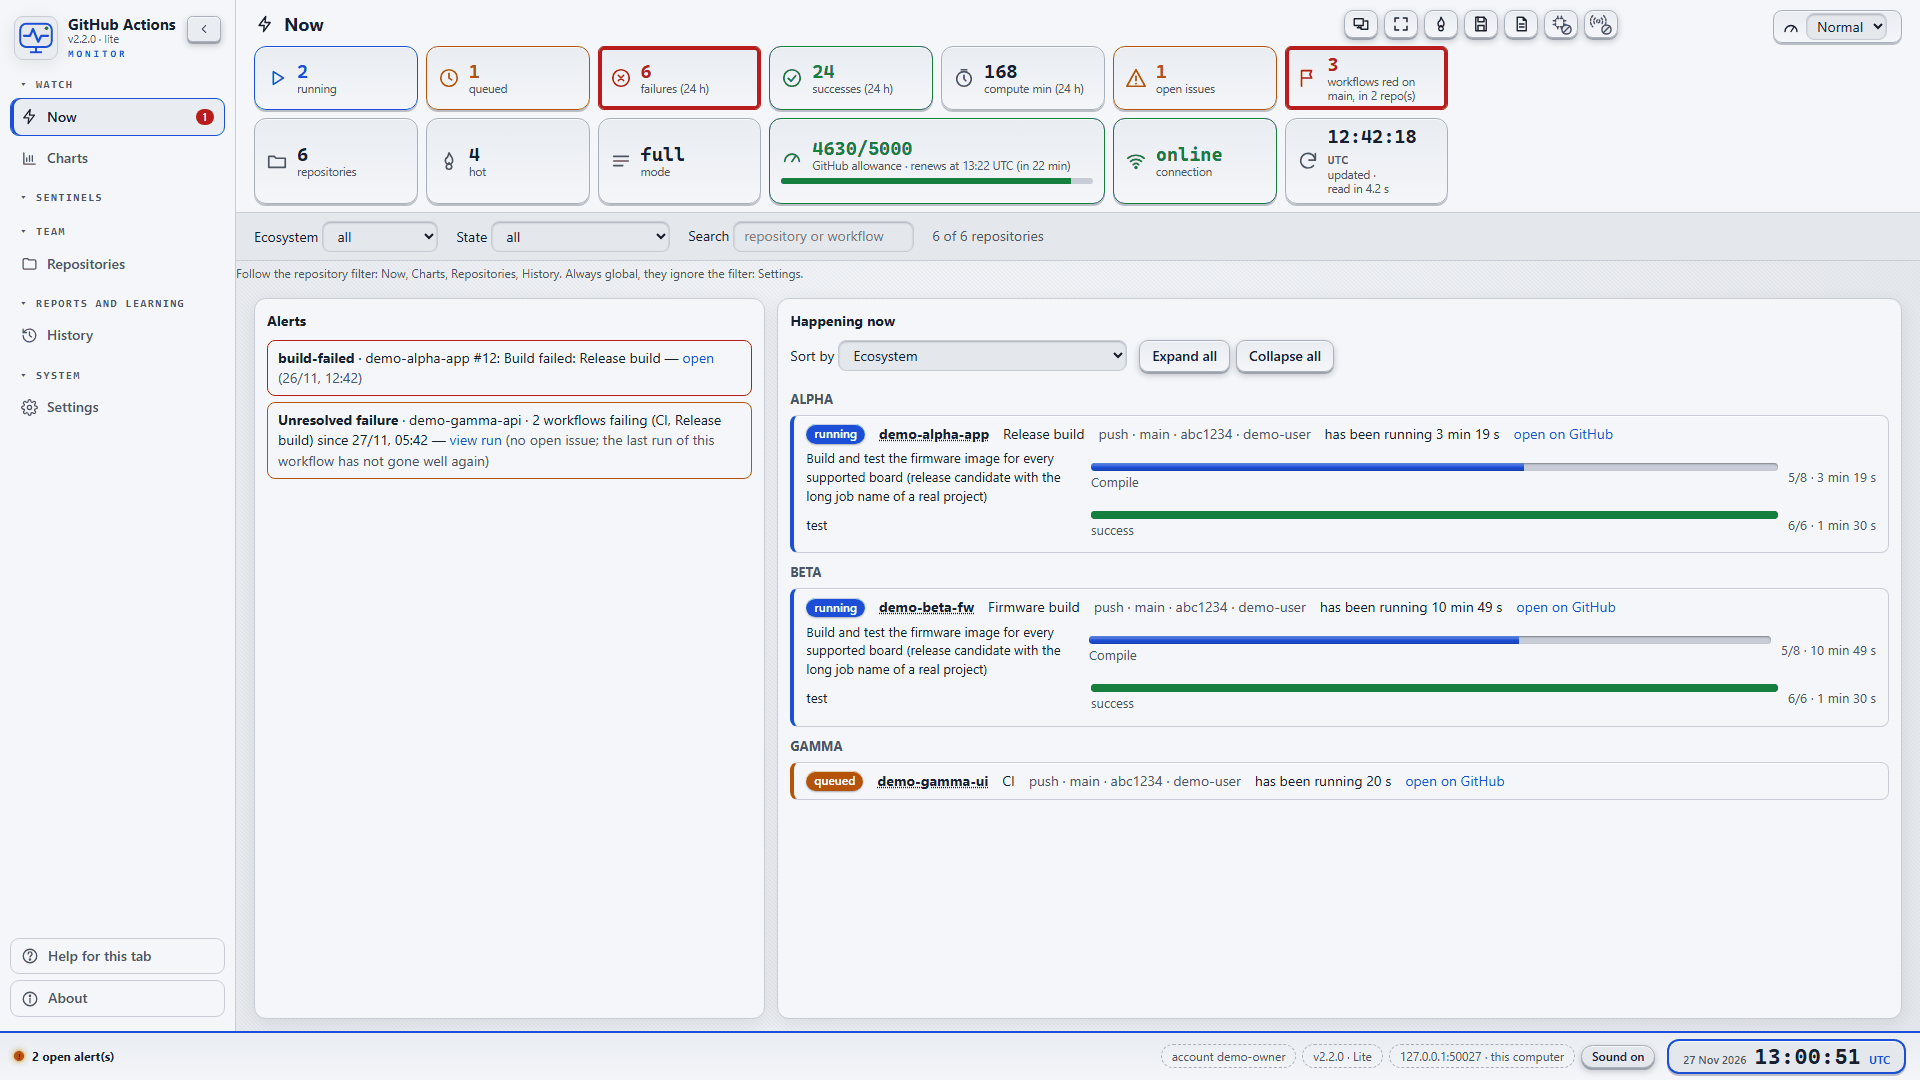 GitHub Actions
v2.2.0 · lite
MONITOR
WATCH
Now
1
Charts
SENTINELS
TEAM
Repositories
REPORTS AND LEARNING
History
SYSTEM
Settings
Help for this tab
About
Now
Normal
2
running
1
queued
6
failures (24 h)
24
successes (24 h)
168
compute min (24 h)
1
open issues
3
workflows red on
main, in 2 repo(s)
6
repositories
4
hot
full
mode
4630/5000
GitHub allowance · renews at 13:22 UTC (in 22 min)
online
connection
12:42:18
UTC
updated ·
read in 4.2 s
Ecosystem
all
State
all
Search
repository or workflow
6 of 6 repositories
Follow the repository filter: Now, Charts, Repositories, History. Always global, they ignore the filter: Settings.
Alerts
build-failed · demo-alpha-app #12: Build failed: Release build — open
(26/11, 12:42)
Unresolved failure · demo-gamma-api · 2 workflows failing (CI, Release
build) since 27/11, 05:42 — view run (no open issue; the last run of this
workflow has not gone well again)
Happening now
Sort by
Ecosystem
Expand all
Collapse all
ALPHA
running demo-alpha-app Release build push · main · abc1234 · demo-user has been running 3 min 19 s open on GitHub
Build and test the firmware image for every
supported board (release candidate with the
long job name of a real project)
Compile
5/8 · 3 min 19 s
test
success
6/6 · 1 min 30 s
BETA
running demo-beta-fw Firmware build push · main · abc1234 · demo-user has been running 10 min 49 s open on GitHub
Build and test the firmware image for every
supported board (release candidate with the
long job name of a real project)
Compile
5/8 · 10 min 49 s
test
success
6/6 · 1 min 30 s
GAMMA
queued demo-gamma-ui CI push · main · abc1234 · demo-user has been running 20 s open on GitHub
2 open alert(s)
account demo-owner
v2.2.0 · Lite
127.0.0.1:50027 · this computer
Sound on
27 Nov 2026 13:00:51 UTC